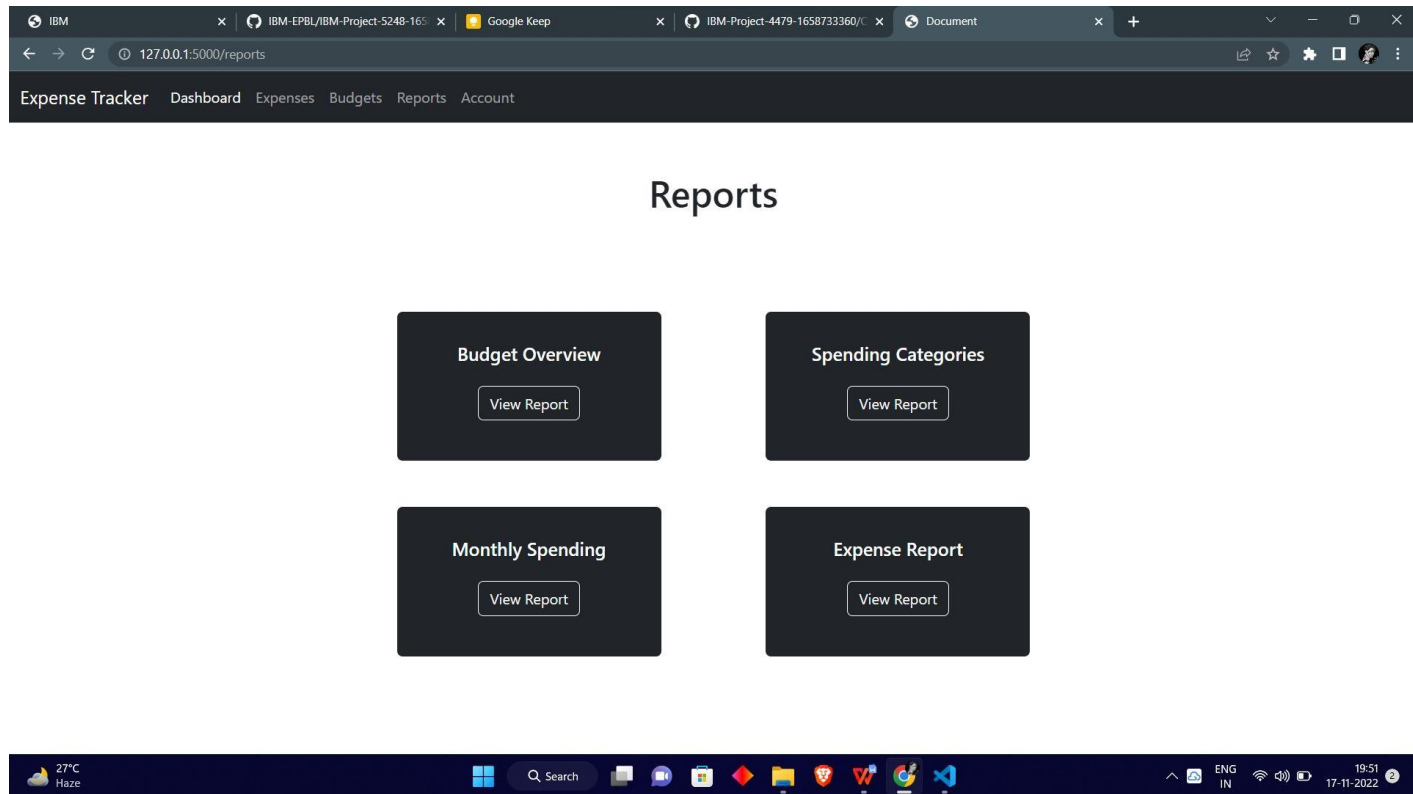 IBM
IBM-EPBL/IBM-Project-5248-165
Google Keep
IBM-Project-4479-1658733360/C
Document
127.0.0.1:5000/reports
Expense Tracker Dashboard Expenses Budgets Reports Account
Reports
Budget Overview
View Report
Spending Categories
View Report
Monthly Spending
View Report
Expense Report
View Report
27°C
Haze
Search
ENG
IN
19:51
17-11-2022
2